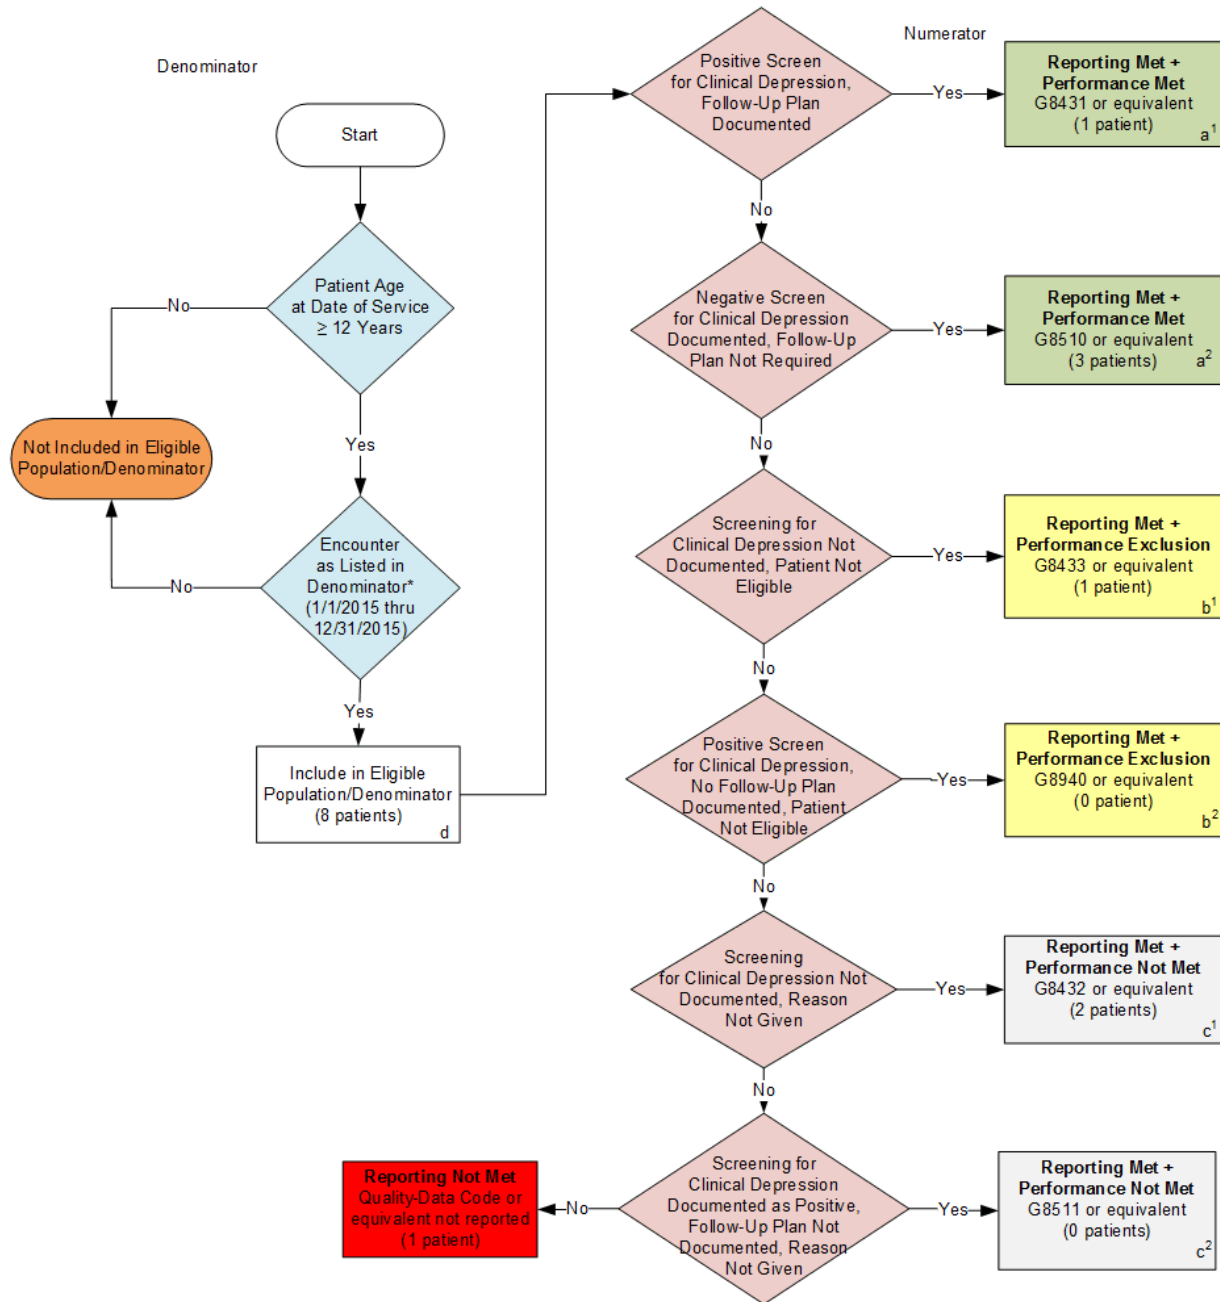 Denominator
Start
Patient Age
at Date of Service
≥ 12 Years
No
Yes
Not Included in Eligible
Population/Denominator
Encounter
as Listed in
Denominator*
(1/1/2015 thru
12/31/2015)
No
Yes
Include in Eligible
Population/Denominator
(8 patients)
d
Numerator
Positive Screen
for Clinical Depression,
Follow-Up Plan
Documented
Yes
Reporting Met +
Performance Met
G8431 or equivalent
(1 patient)
a¹
No
Negative Screen
for Clinical Depression
Documented, Follow-Up
Plan Not Required
Yes
Reporting Met +
Performance Met
G8510 or equivalent
(3 patients)
a²
No
Screening for
Clinical Depression Not
Documented, Patient Not
Eligible
Yes
Reporting Met +
Performance Exclusion
G8433 or equivalent
(1 patient)
b¹
No
Positive Screen
for Clinical Depression,
No Follow-Up Plan
Documented, Patient
Not Eligible
Yes
Reporting Met +
Performance Exclusion
G8940 or equivalent
(0 patient)
b²
No
Screening
for Clinical Depression Not
Documented, Reason
Not Given
Yes
Reporting Met +
Performance Not Met
G8432 or equivalent
(2 patients)
c¹
No
Screening for
Clinical Depression
Documented as Positive,
Follow-Up Plan Not
Documented, Reason
Not Given
Yes
Reporting Met +
Performance Not Met
G8511 or equivalent
(0 patients)
c²
No
Reporting Not Met
Quality-Data Code or
equivalent not reported
(1 patient)